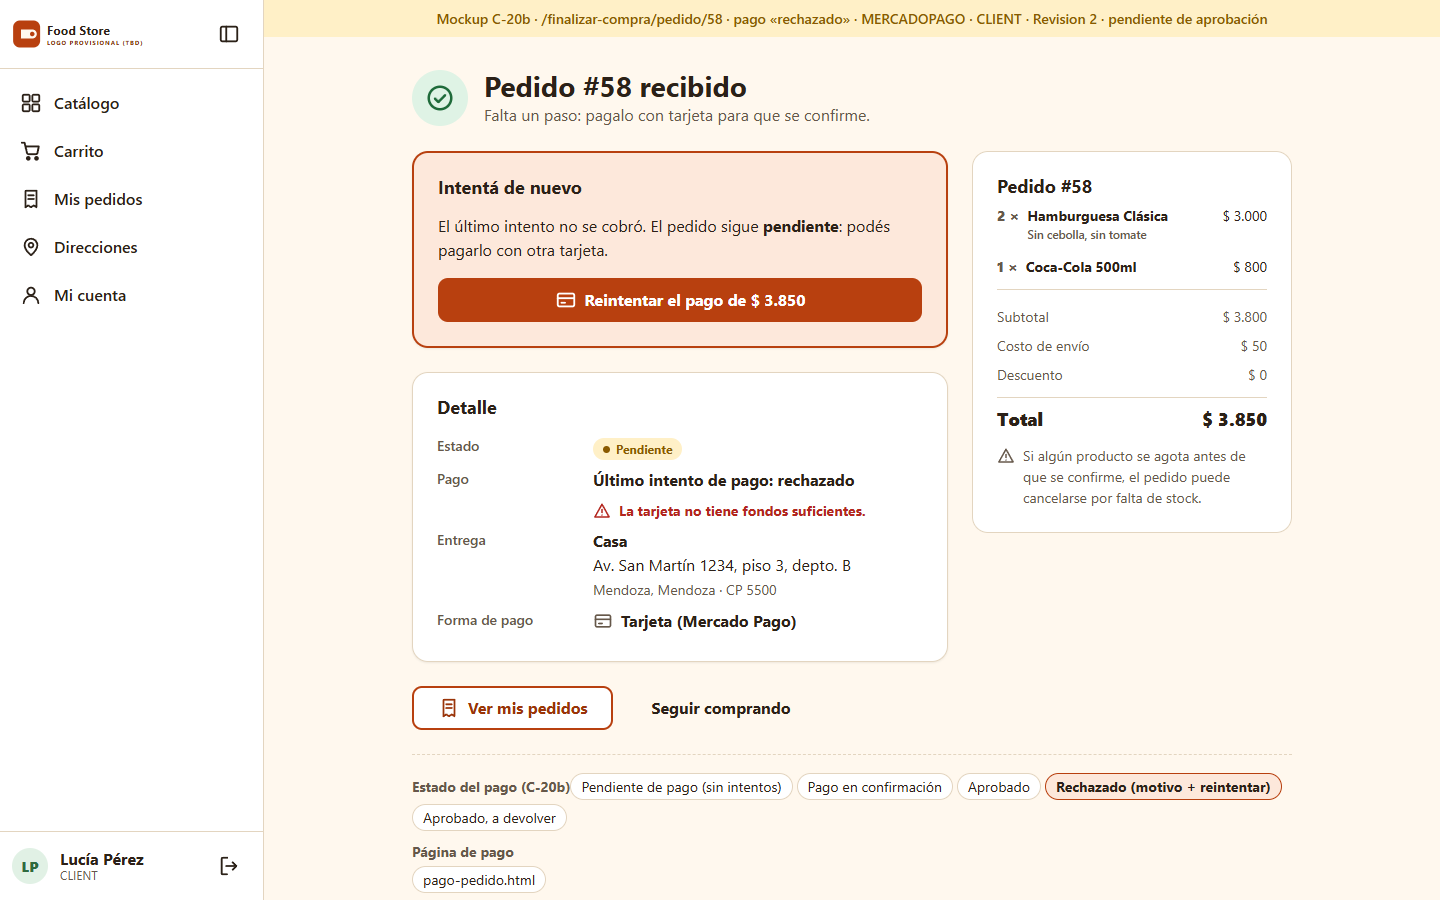 Food Store
LOGO PROVISIONAL (TBD)
Catálogo
Carrito
Mis pedidos
Direcciones
Mi cuenta
LP
Lucía Pérez
CLIENT
Mockup C-20b · /finalizar-compra/pedido/58 · pago «rechazado» · MERCADOPAGO · CLIENT · Revision 2 · pendiente de aprobación
Pedido #58 recibido
Falta un paso: pagalo con tarjeta para que se confirme.
Intentá de nuevo
El último intento no se cobró. El pedido sigue pendiente: podés
pagarlo con otra tarjeta.
Reintentar el pago de $ 3.850
Detalle
Estado
Pendiente
Pago
Último intento de pago: rechazado
La tarjeta no tiene fondos suficientes.
Entrega
Casa
Av. San Martín 1234, piso 3, depto. B
Mendoza, Mendoza · CP 5500
Forma de pago
Tarjeta (Mercado Pago)
Pedido #58
2 × Hamburguesa Clásica $ 3.000
Sin cebolla, sin tomate
1 × Coca-Cola 500ml $ 800
Subtotal $ 3.800
Costo de envío $ 50
Descuento $ 0
Total $ 3.850
Si algún producto se agota antes de
que se confirme, el pedido puede
cancelarse por falta de stock.
Ver mis pedidos
Seguir comprando
Estado del pago (C-20b) Pendiente de pago (sin intentos) Pago en confirmación Aprobado Rechazado (motivo + reintentar)
Aprobado, a devolver
Página de pago
pago-pedido.html